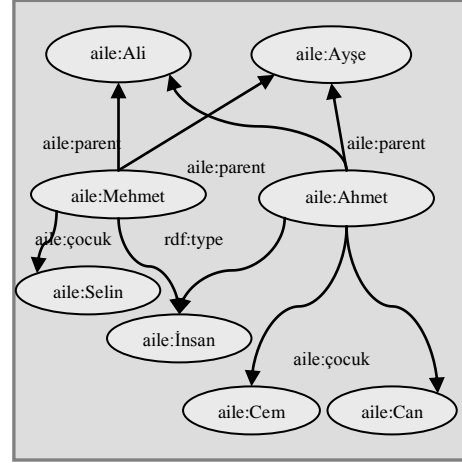 aile:Ali
aile:Ayşe
aile:parent
aile:parent
aile:parent
aile:Mehmet
aile:Ahmet
aile:çocuk
rdf:type
aile:Selin
aile:İnsan
aile:çocuk
aile:Cem
aile:Can